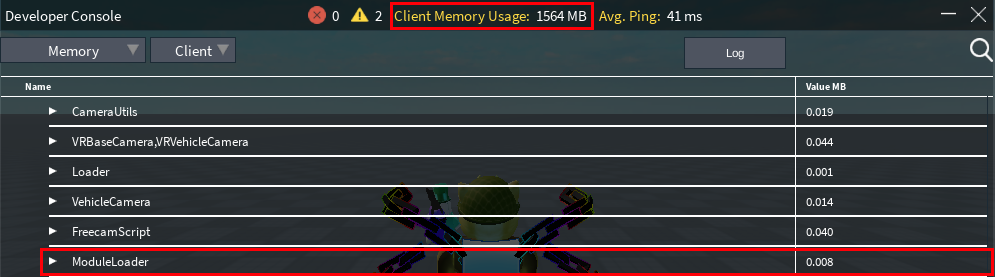 Developer Console 0 2 Client Memory Usage: 1564 MB Avg. Ping: 41 ms
Memory Client Log
Name Value MB
CameraUtils 0.019
VRBaseCamera,VRVehicleCamera 0.044
Loader 0.001
VehicleCamera 0.014
FreecamScript 0.040
ModuleLoader 0.008